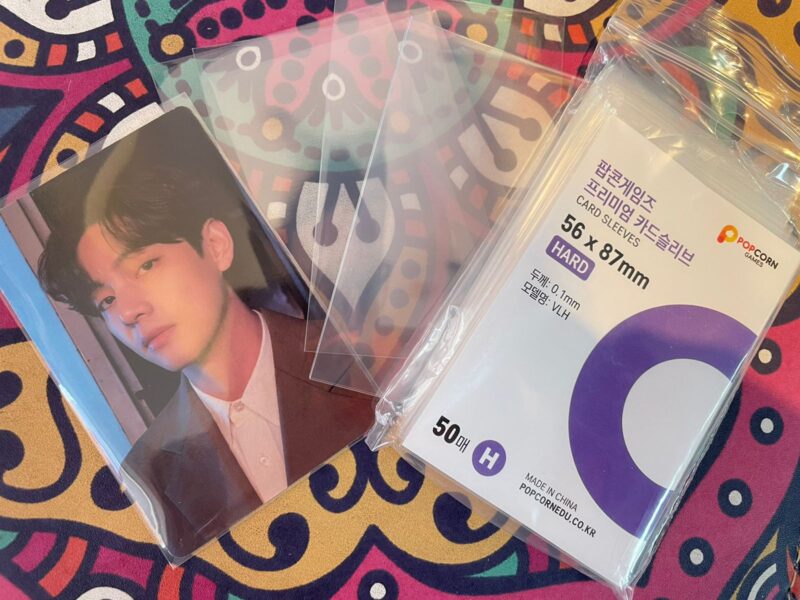 팝콘게임즈
프리미엄 카드슬리브
CARD SLEEVES
56 x 87mm
HARD
두께: 0.1mm
모델명: VLH
POPCORN
GAMES
50매
H
MADE IN CHINA
POPCORNEDU.CO.KR